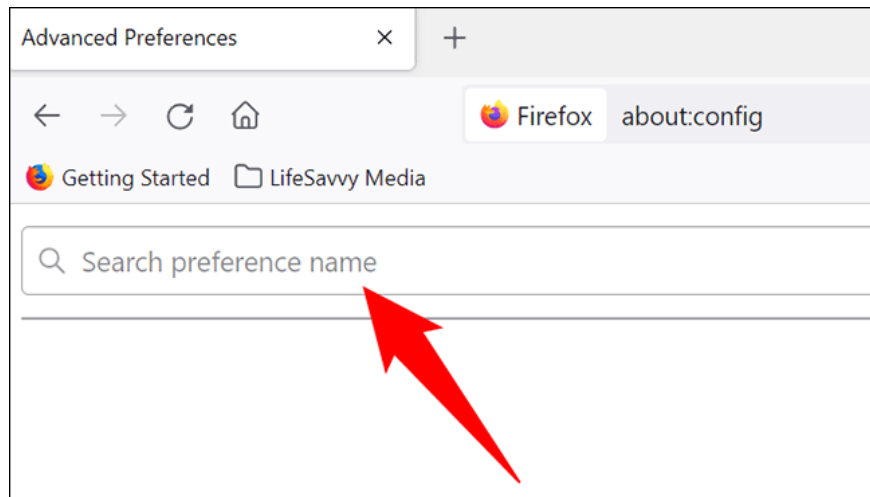 Advanced Preferences
Firefox about:config
Getting Started LifeSavvy Media
Search preference name